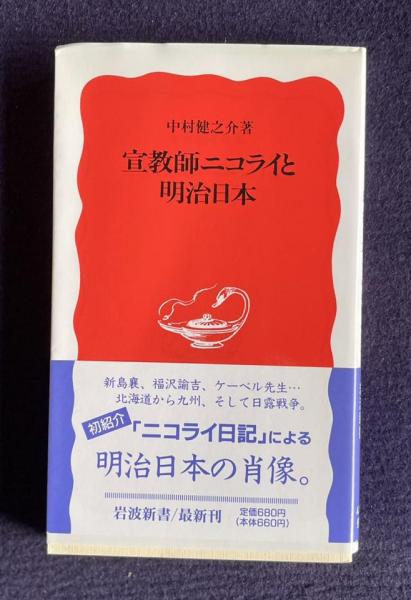 中村健之介著
宣教師ニコライと
明治日本
新島襄、福沢諭吉、ケーベル先生…
北海道から九州、そして日露戦争。
初紹介
「ニコライ日記」による
明治日本の肖像。
岩波新書/最新刊
定価680円
(本体660円)